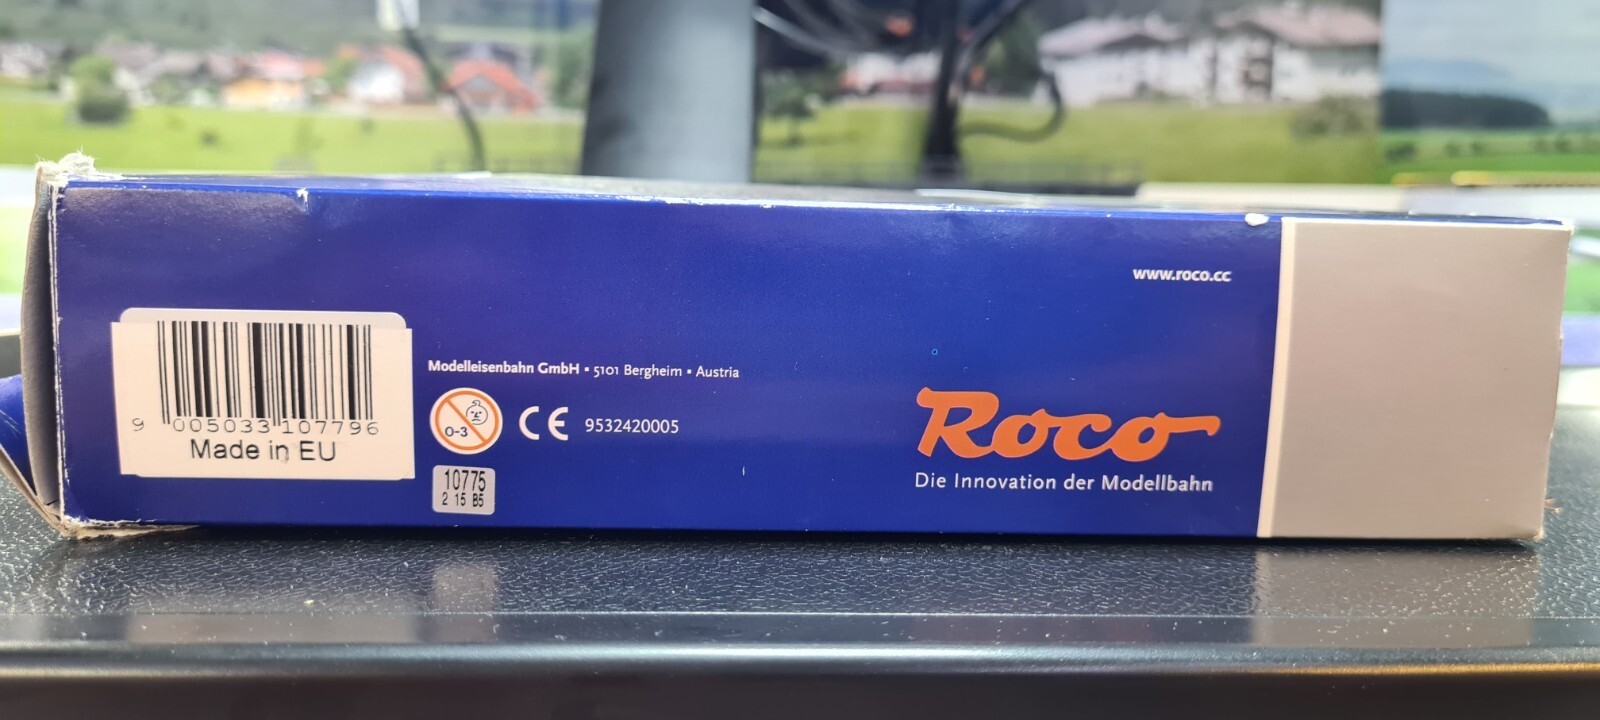 www.roco.cc
9 005033 107796
Made in EU
Modelleisenbahn GmbH ▪ 5101 Bergheim ▪ Austria
0-3
CE 9532420005
10775
2 15 B5
Roco
Die Innovation der Modellbahn